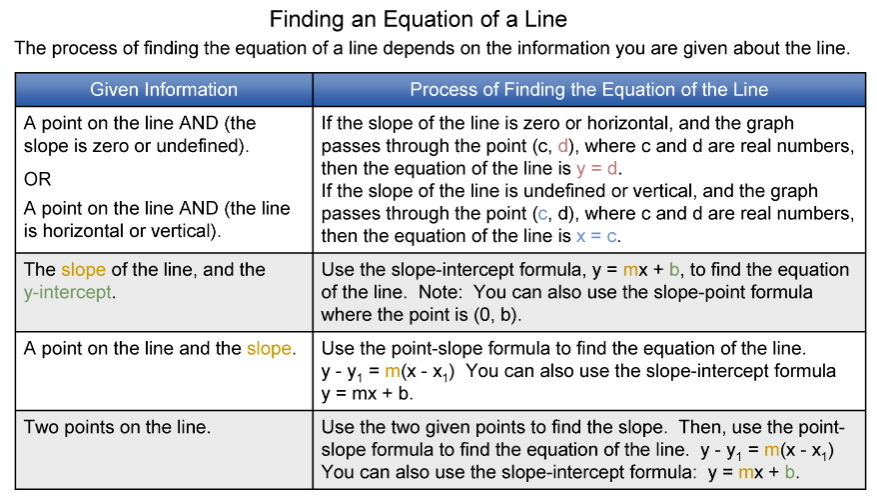 Finding an Equation of a Line
The process of finding the equation of a line depends on the information you are given about the line.
Given Information
Process of Finding the Equation of the Line
A point on the line AND (the
slope is zero or undefined).
OR
A point on the line AND (the line
is horizontal or vertical).
If the slope of the line is zero or horizontal, and the graph
passes through the point (c, d), where c and d are real numbers,
then the equation of the line is y = d.
If the slope of the line is undefined or vertical, and the graph
passes through the point (c, d), where c and d are real numbers,
then the equation of the line is x = c.
The slope of the line, and the
y-intercept.
Use the slope-intercept formula, y = mx + b, to find the equation
of the line. Note: You can also use the slope-point formula
where the point is (0, b).
A point on the line and the slope.
Use the point-slope formula to find the equation of the line.
y - y₁ = m(x - x₁) You can also use the slope-intercept formula
y = mx + b.
Two points on the line.
Use the two given points to find the slope. Then, use the point-
slope formula to find the equation of the line. y - y₁ = m(x - x₁)
You can also use the slope-intercept formula: y = mx + b.